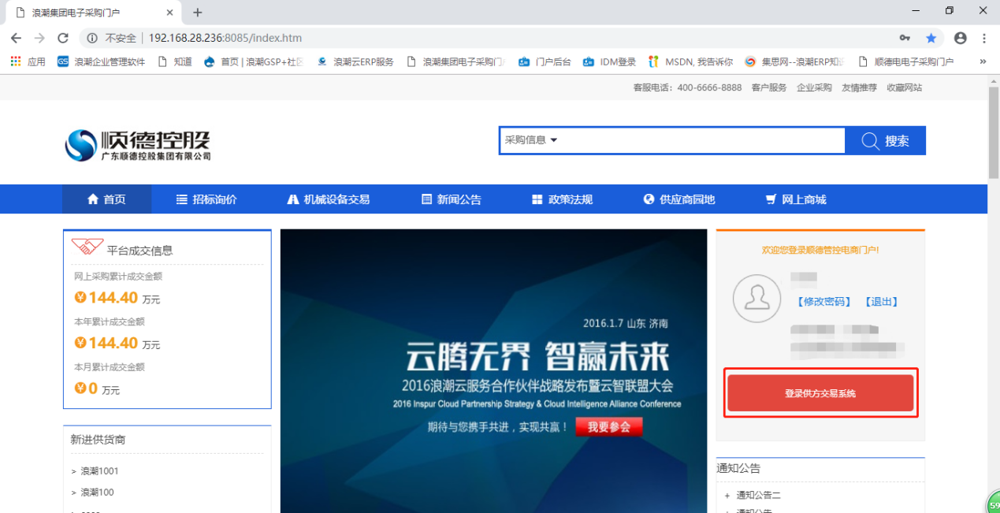 浪潮集团电子采购门户
不安全 192.168.28.236:8085/index.htm
应用 浪潮企业管理软件 知道 首页 | 浪潮GSP+社区 浪潮云ERP服务 浪潮集团电子采购门户 门户后台 IDM登录 MSDN, 我告诉你 集思网--浪潮ERP知 顺德电电子采购门户 »
客服电话：400-6666-8888 客户服务 企业采购 友情推荐 收藏网站
顺德控股
广东顺德控股集团有限公司
采购信息 搜索
首页 招标询价 机械设备交易 新闻公告 政策法规 供应商园地 网上商城
平台成交信息
网上采购累计成交金额
¥144.40 万元
本年累计成交金额
¥144.40 万元
本月累计成交金额
¥0 万元
新进供货商
> 浪潮1001
> 浪潮100
2016.1.7 山东 济南
云腾无界 智赢未来
2016浪潮云服务合作伙伴战略发布暨云智联盟大会
2016 Inspur Cloud Partnership Strategy & Cloud Intelligence Alliance Conference
期待与您携手共进，实现共赢！ 我要参会
欢迎您登录顺德管控电商门户!
【修改密码】 【退出】
登录供方交易系统
通知公告
+ 通知公告二
59